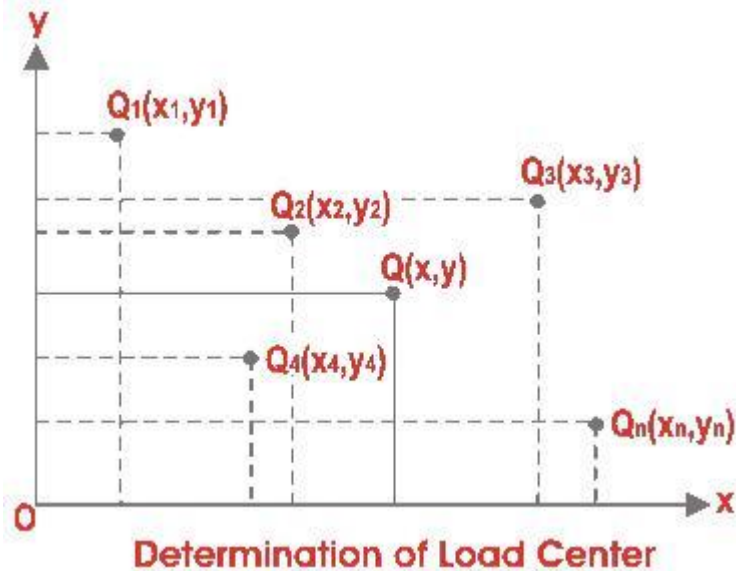 y
Q1(x1,y1)
Q3(x3,y3)
Q2(x2,y2)
Q(x,y)
Q4(x4,y4)
Qn(xn,yn)
0
x
Determination of Load Center